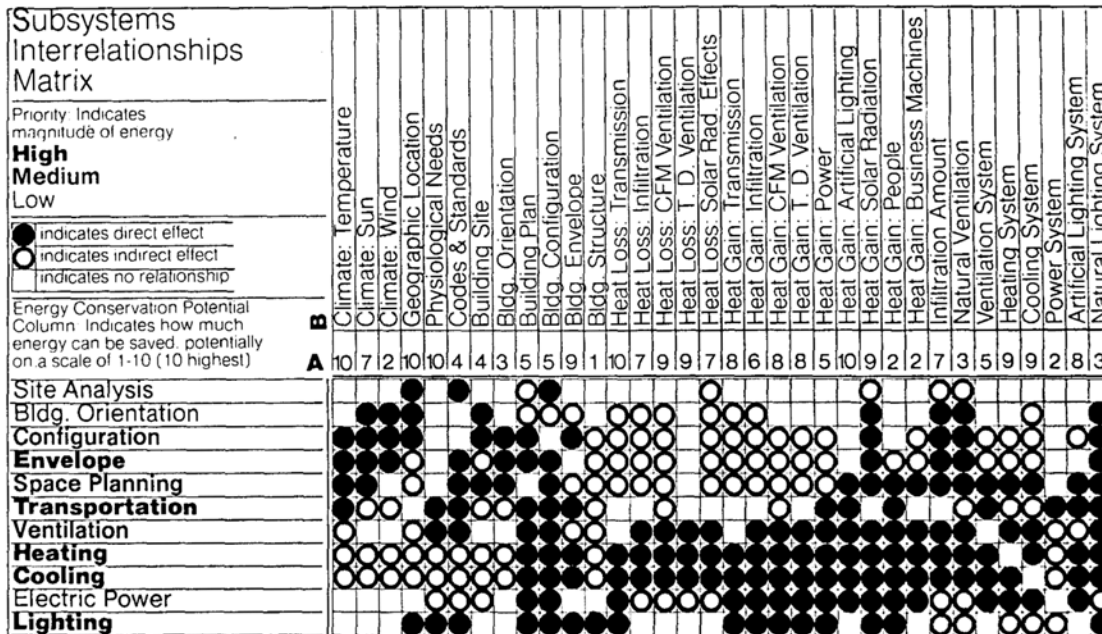 Subsystems
Interrelationships
Matrix
Priority: Indicates
magnitude of energy
High
Medium
Low
indicates direct effect
indicates indirect effect
indicates no relationship
Energy Conservation Potential
Column: Indicates how much
energy can be saved, potentially
on a scale of 1-10 (10 highest)
B
A
Climate: Temperature
Climate: Sun
Climate: Wind
Geographic Location
Physiological Needs
Codes & Standards
Building Site
Bldg. Orientation
Building Plan
Bldg. Configuration
Bldg. Envelope
Bldg. Structure
Heat Loss: Transmission
Heat Loss: Infiltration
Heat Loss: CFM Ventilation
Heat Loss: T. D. Ventilation
Heat Loss: Solar Rad. Effects
Heat Gain: Transmission
Heat Gain: Infiltration
Heat Gain: CFM Ventilation
Heat Gain: T. D. Ventilation
Heat Gain: Power
Heat Gain: Artificial Lighting
Heat Gain: Solar Radiation
Heat Gain: People
Heat Gain: Business Machines
Infiltration Amount
Natural Ventilation
Ventilation System
Heating System
Cooling System
Power System
Artificial Lighting System
Natural Lighting System
10 7 2 10 10 4 4 3 5 5 9 1 10 7 9 9 7 8 6 8 8 5 10 9 2 2 7 3 5 9 9 2 8 3
Site Analysis
Bldg. Orientation
Configuration
Envelope
Space Planning
Transportation
Ventilation
Heating
Cooling
Electric Power
Lighting